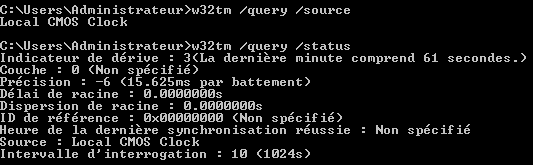 C:\Users\Administrateur>w32tm /query /source
Local CMOS Clock
C:\Users\Administrateur>w32tm /query /status
Indicateur de dérive : 3(La dernière minute comprend 61 secondes.)
Couche : 0 (Non spécifié)
Précision : -6 (15.625ms par battement)
Délai de racine : 0.0000000s
Dispersion de racine : 0.0000000s
ID de référence : 0x00000000 (Non spécifié)
Heure de la dernière synchronisation réussie : Non spécifié
Source : Local CMOS Clock
Intervalle d'interrogation : 10 (1024s)